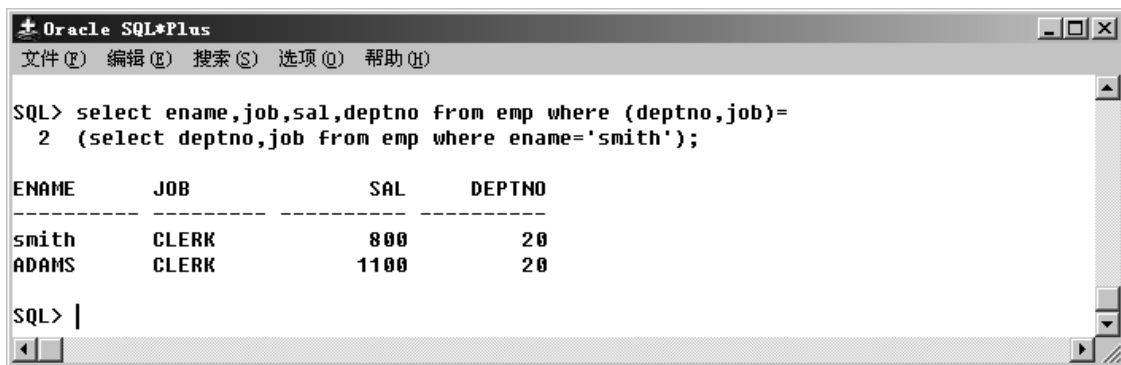 Oracle SQL*Plus
文件(F) 编辑(E) 搜索(S) 选项(O) 帮助(H)
SQL> select ename,job,sal,deptno from emp where (deptno,job)=
  2  (select deptno,job from emp where ename='smith');
ENAME      JOB              SAL     DEPTNO
---------- --------- ---------- ----------
smith      CLERK            800         20
ADAMS      CLERK           1100         20
SQL>